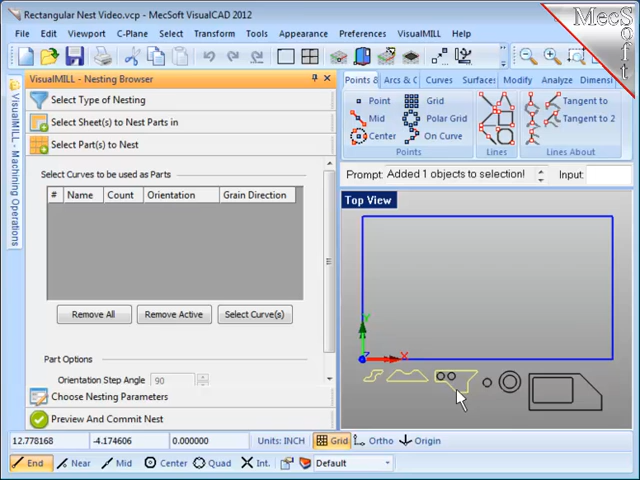 Rectangular Nest Video.vcp - MecSoft VisualCAD 2012
MecSoft
File Edit Viewport C-Plane Select Transform Tools Appearance Preferences VisualMILL Help
VisualMILL - Nesting Browser
VisualMILL - Machining Operations
Select Type of Nesting
Select Sheet(s) to Nest Parts in
Select Part(s) to Nest
Select Curves to be used as Parts
# Name Count Orientation Grain Direction
Remove All Remove Active Select Curve(s)
Part Options
Orientation Step Angle 90
Choose Nesting Parameters
Preview And Commit Nest
Points & Arcs & C Curves Surface Modify Analyze Dimensi
Point Grid Tangent to
Mid Polar Grid Tangent to 2
Center On Curve
Points Lines Lines About
Prompt: Added 1 objects to selection! Input:
Top View
Y
Z X
12.778168 -4.174606 0.000000 Units: INCH Grid Ortho Origin
End Near Mid Center Quad Int. Default